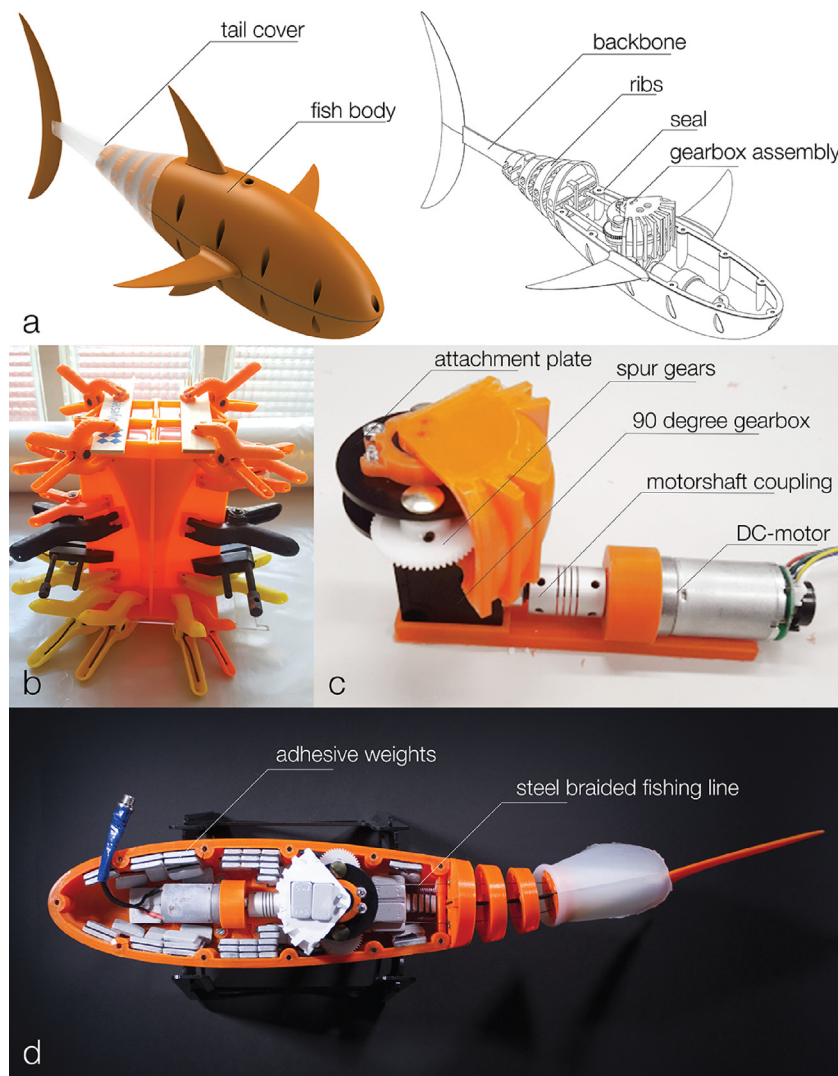 tail cover
fish body
backbone
ribs
seal
gearbox assembly
a
attachment plate
spur gears
90 degree gearbox
motorshaft coupling
DC-motor
b
c
adhesive weights
steel braided fishing line
d